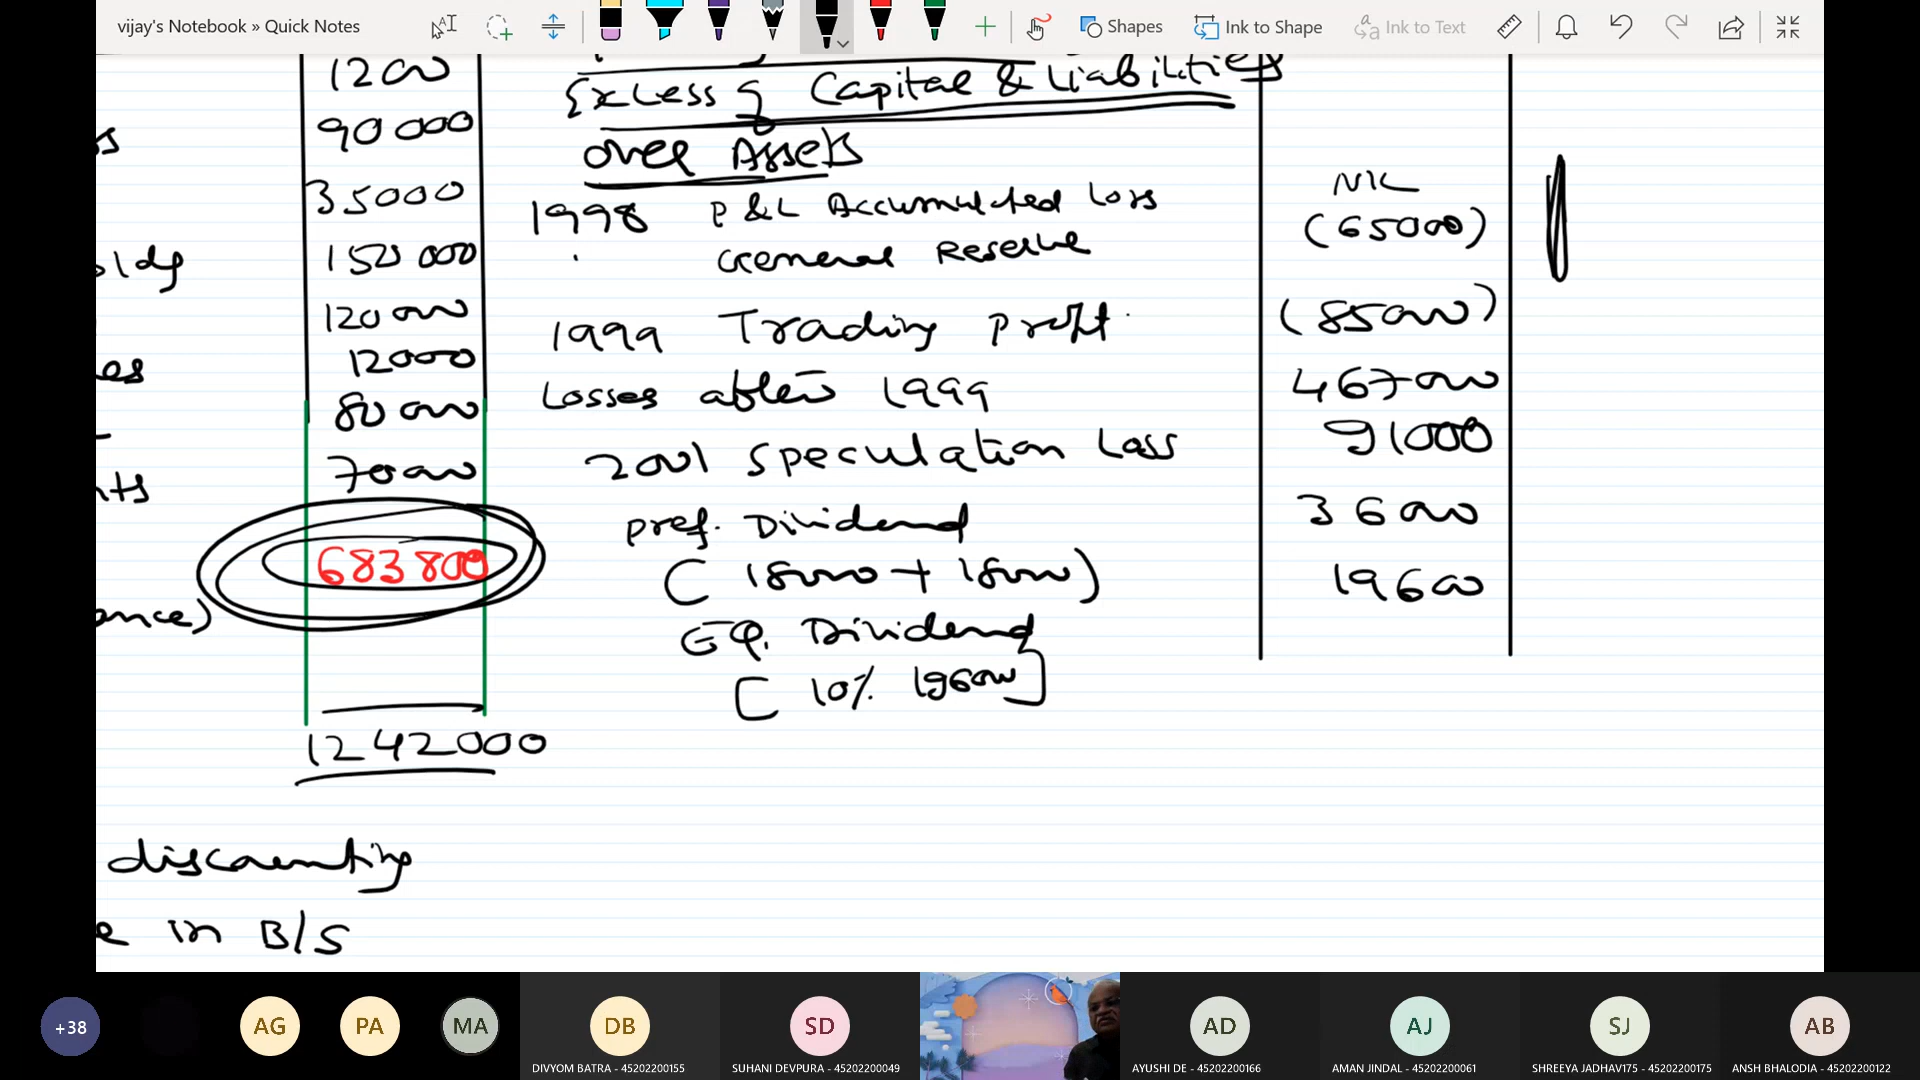 vijay's Notebook » Quick Notes
Shapes
Ink to Shape
Ink to Text
1200
90000
35000
150000
120000
12000
80000
70000
683800
1242000
ance)
discounting
in B/S
Excess of Capital & Liabilities
over Assets
1998 P&L Accumulated Loss NIL
General Reserve (65000)
1999 Trading Profit (85000)
Losses after 1999 467000
2001 Speculation Loss 91000
Pref. Dividend 36000
[18000 + 18000) 19600
EQ. Dividend
[10% 19600]
+38
AG
PA
MA
DB
DIVYOM BATRA - 45202200155
SD
SUHANI DEVPURA - 45202200049
AD
AYUSHI DE - 45202200166
AJ
AMAN JINDAL - 45202200061
SJ
SHREEYA JADHAV175 - 45202200175
AB
ANSH BHALODIA - 45202200122